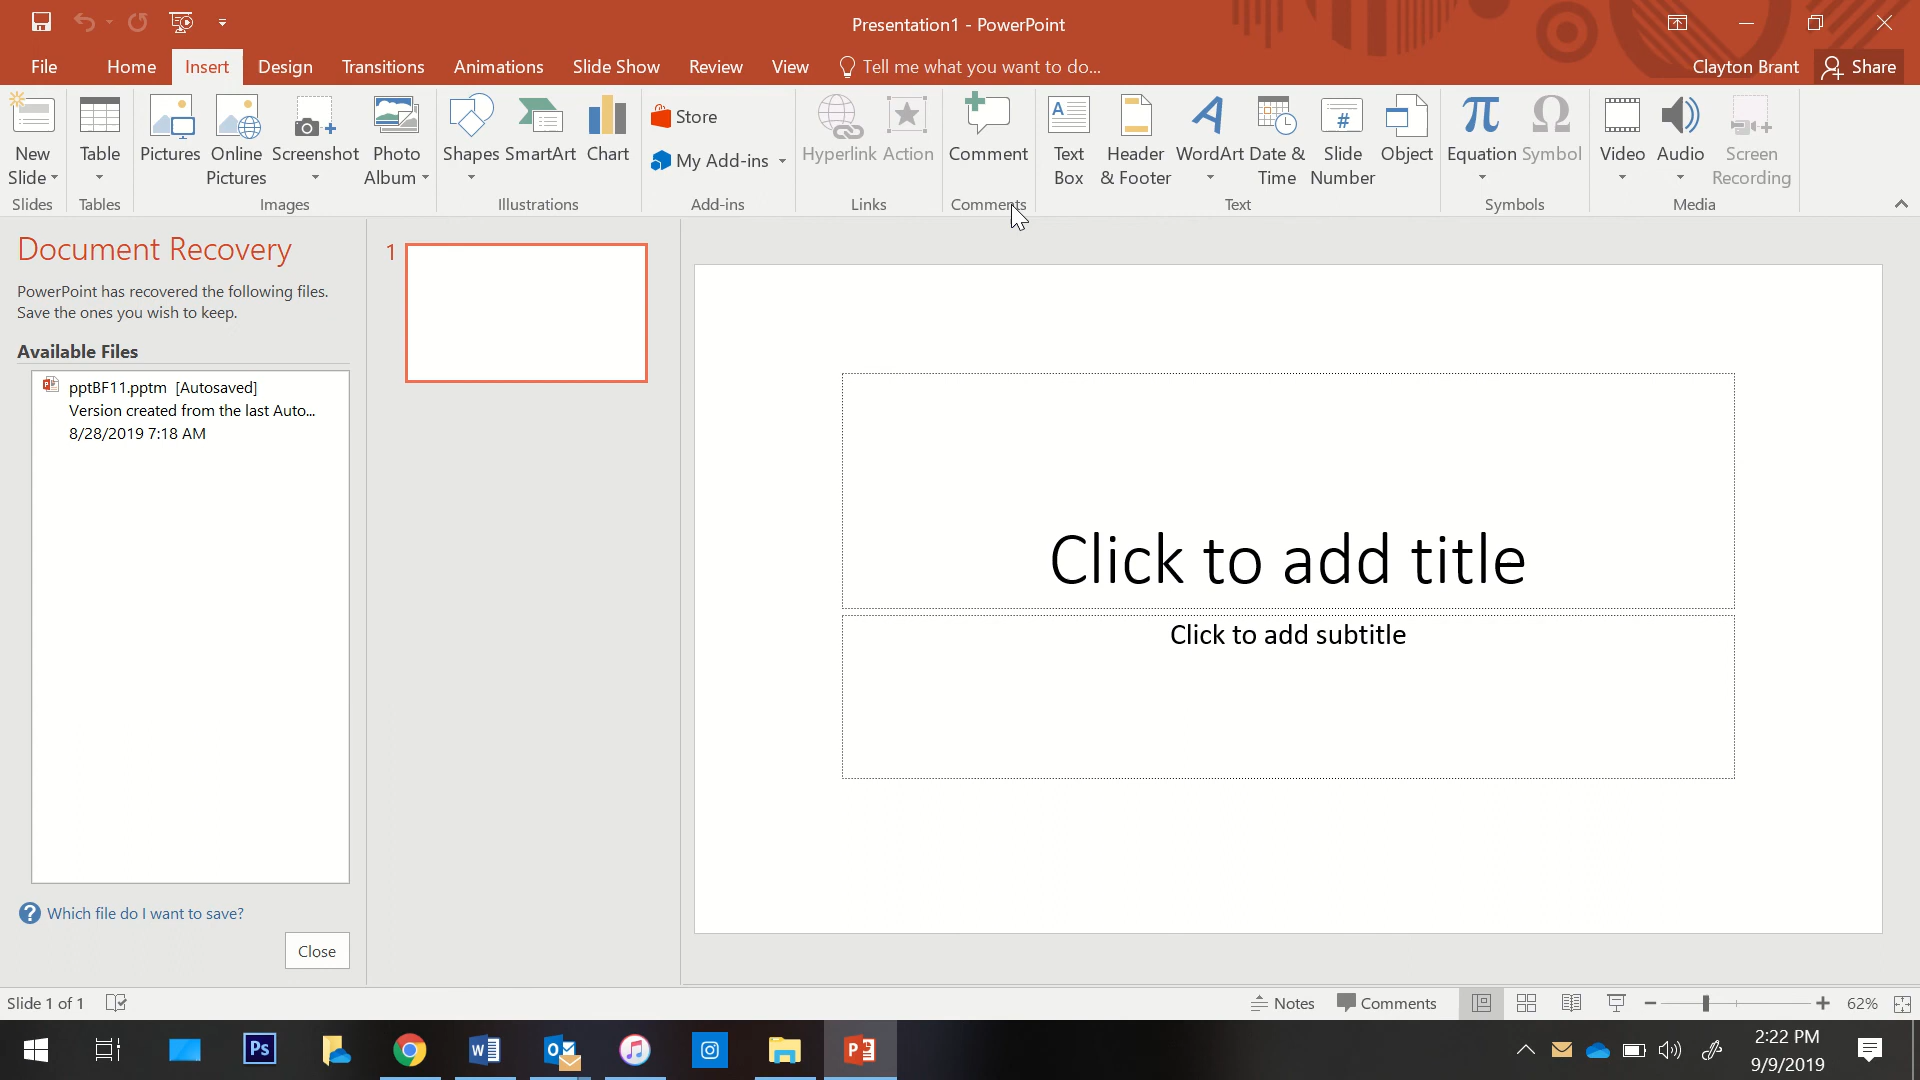 Presentation1 - PowerPoint
File Home Insert Design Transitions Animations Slide Show Review View Tell me what you want to do... Clayton Brant Share
New Slide
Table
Pictures
Online Pictures
Screenshot
Photo Album
Shapes
SmartArt
Chart
Store
My Add-ins
Hyperlink
Action
Comment
Text Box
Header & Footer
WordArt
Date & Time
Slide Number
#
Object
Equation
Symbol
Video
Audio
Screen Recording
Slides Tables Images Illustrations Add-ins Links Comments Text Symbols Media
Document Recovery
PowerPoint has recovered the following files.
Save the ones you wish to keep.
Available Files
pptBF11.pptm [Autosaved]
Version created from the last Auto...
8/28/2019 7:18 AM
Which file do I want to save?
Close
1
Click to add title
Click to add subtitle
Slide 1 of 1 Notes Comments 62%
Ps
2:22 PM
9/9/2019